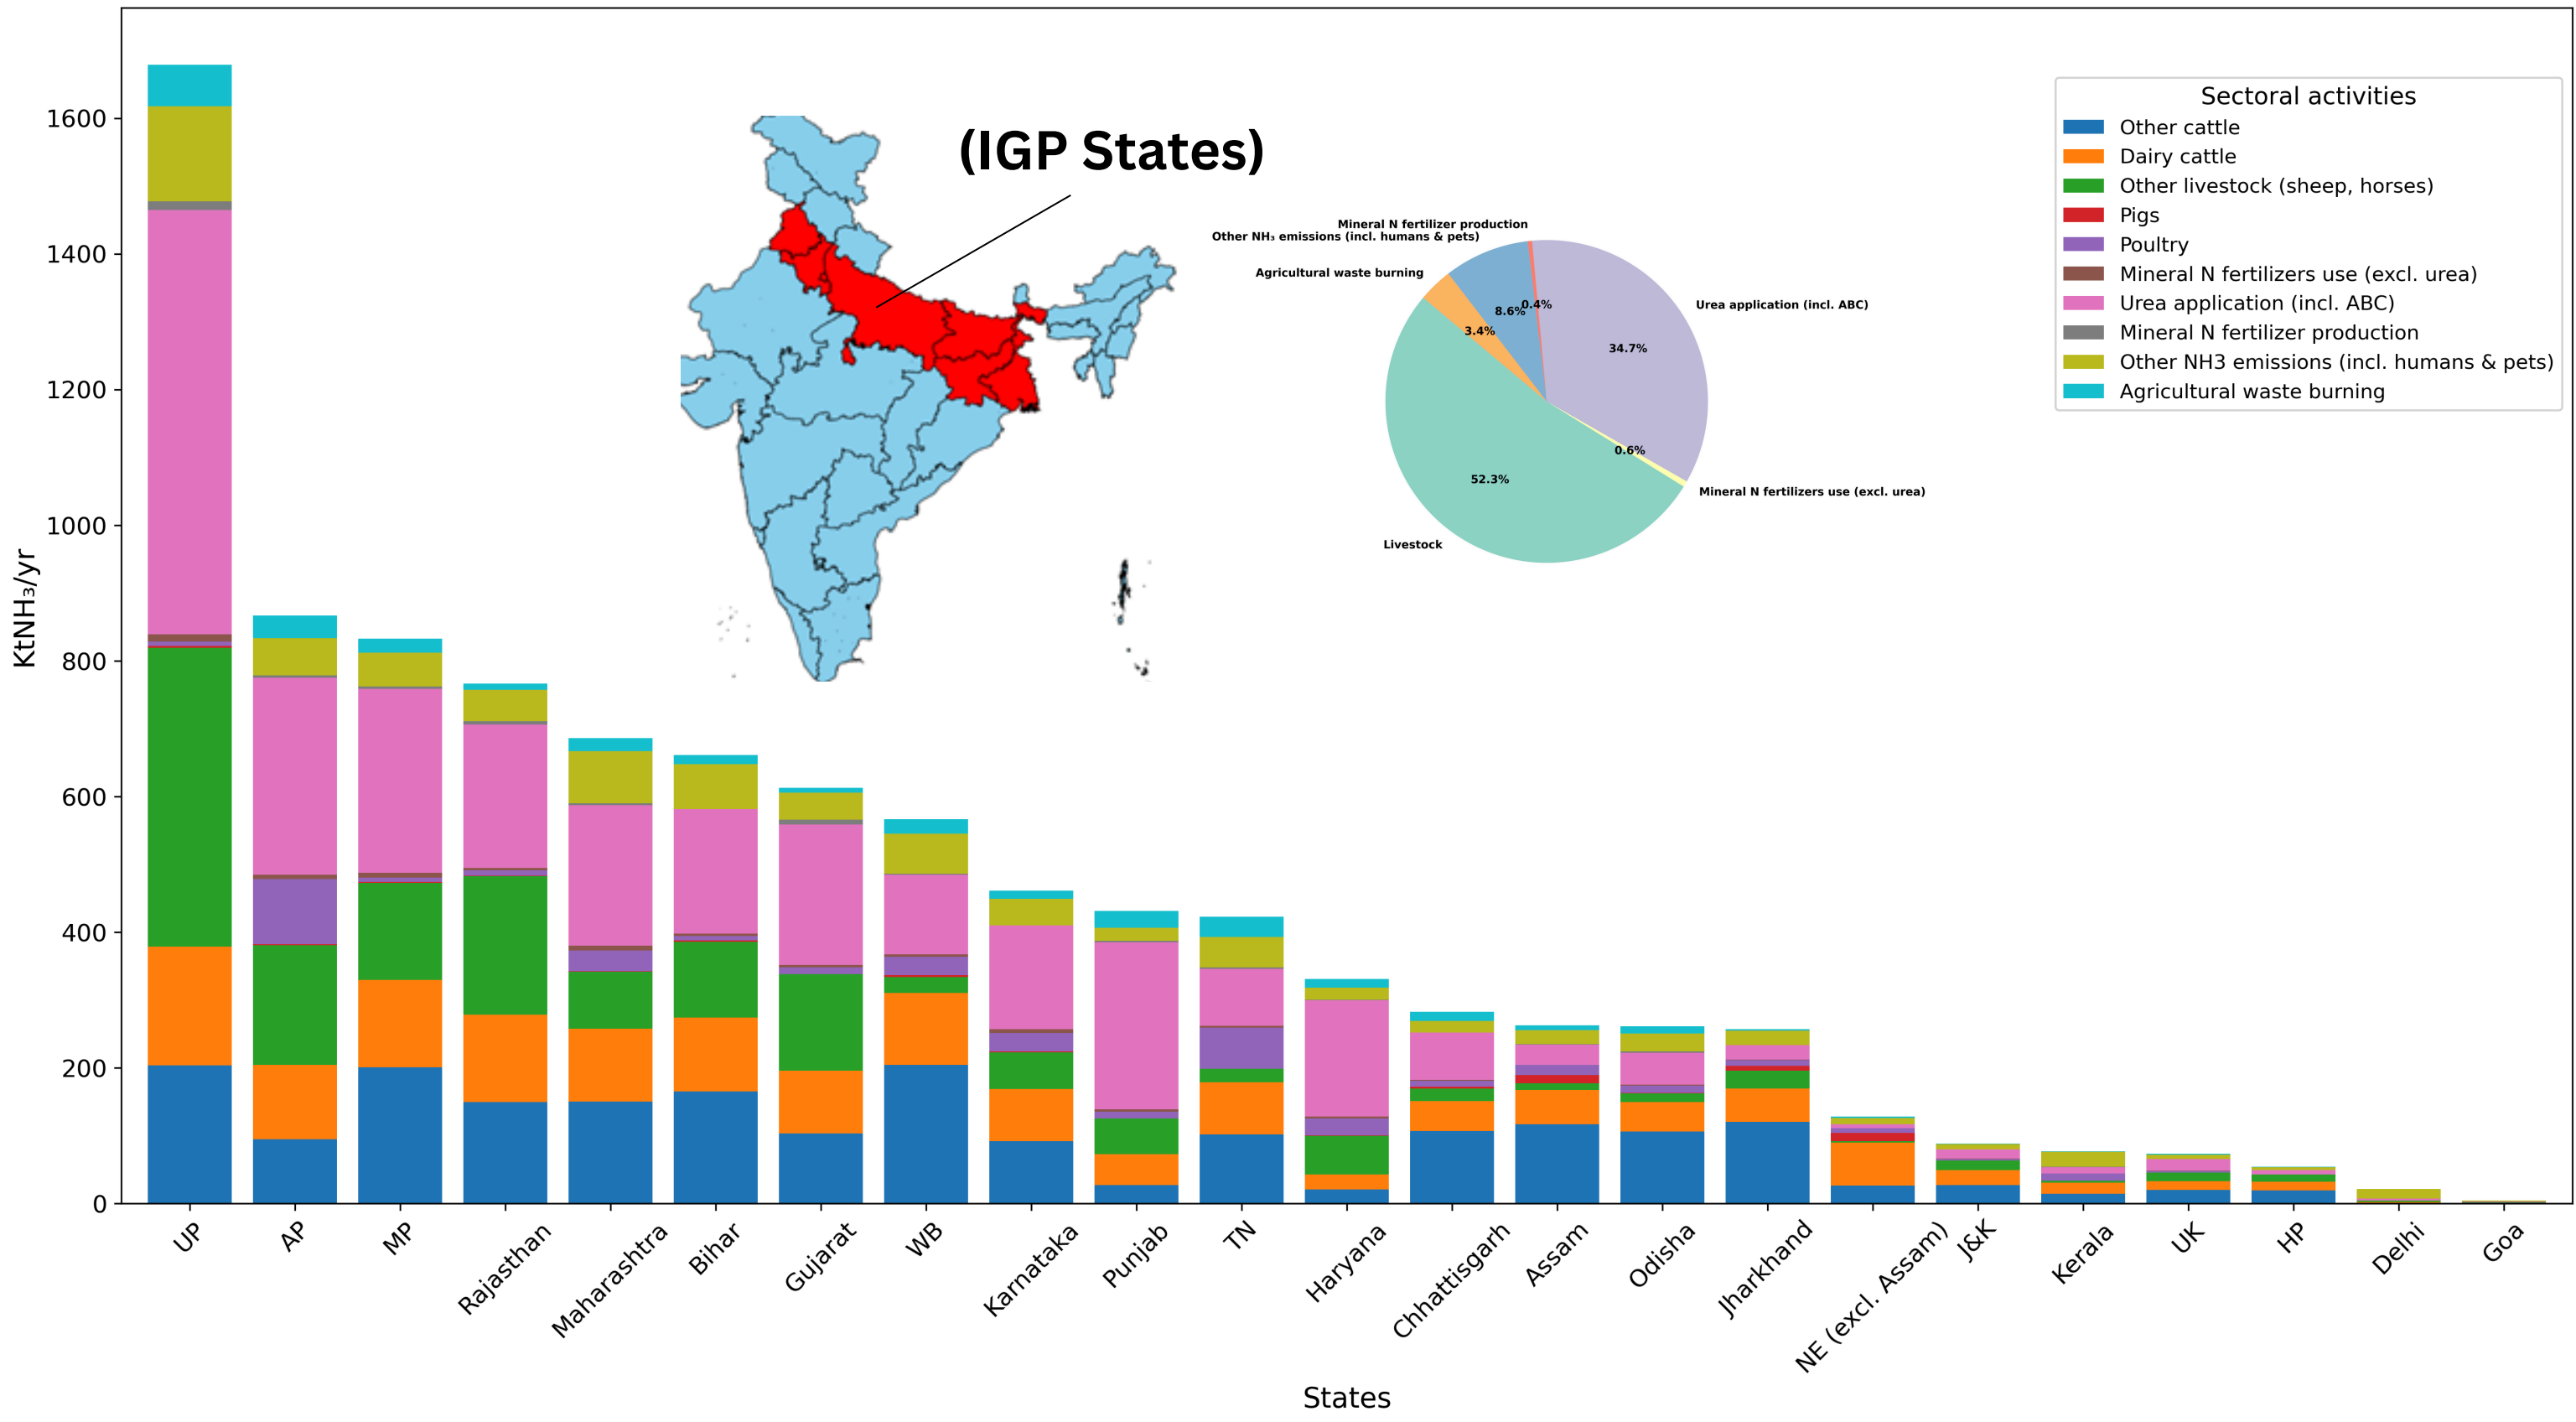 (IGP States)
Sectoral activities
Other cattle
Dairy cattle
Other livestock (sheep, horses)
Pigs
Poultry
Mineral N fertilizers use (excl. urea)
Urea application (incl. ABC)
Mineral N fertilizer production
Other NH3 emissions (incl. humans & pets)
Agricultural waste burning
Mineral N fertilizer production
Other NH₃ emissions (incl. humans & pets)
Agricultural waste burning
Urea application (incl. ABC)
8.6%
0.4%
3.4%
34.7%
0.6%
52.3%
Mineral N fertilizers use (excl. urea)
Livestock
KtNH₃/yr
1600
1400
1200
1000
800
600
400
200
0
UP
AP
MP
Rajasthan
Maharashtra
Bihar
Gujarat
WB
Karnataka
Punjab
TN
Haryana
Chhattisgarh
Assam
Odisha
Jharkhand
NE (excl. Assam)
J&K
Kerala
UK
HP
Delhi
Goa
States